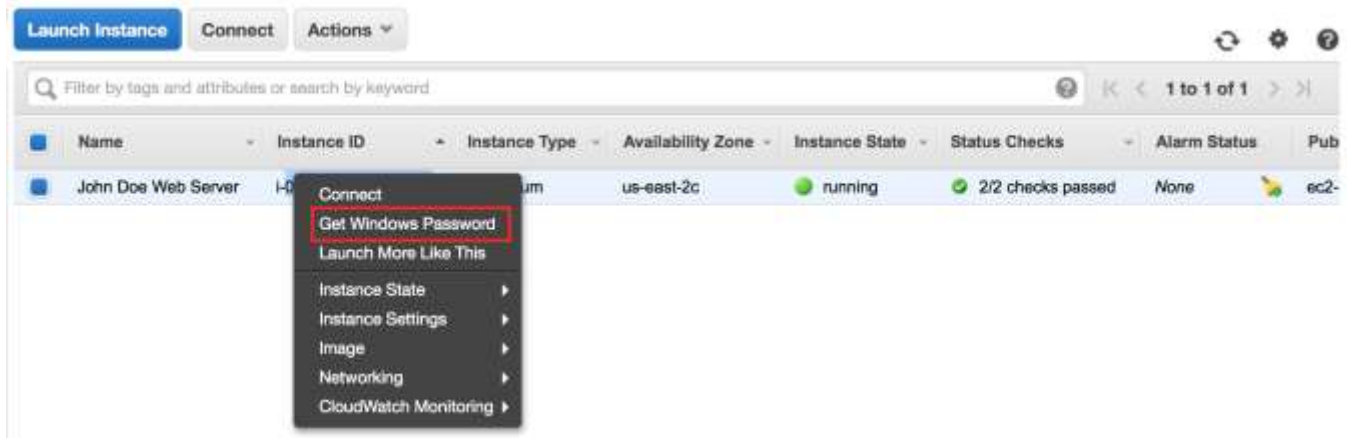 Launch Instance Connect Actions
Filter by tags and attributes or search by keyword 1 to 1 of 1
Name Instance ID Instance Type Availability Zone Instance State Status Checks Alarm Status Pub
John Doe Web Server i-0 um us-east-2c running 2/2 checks passed None ec2-
Connect
Get Windows Password
Launch More Like This
Instance State
Instance Settings
Image
Networking
CloudWatch Monitoring